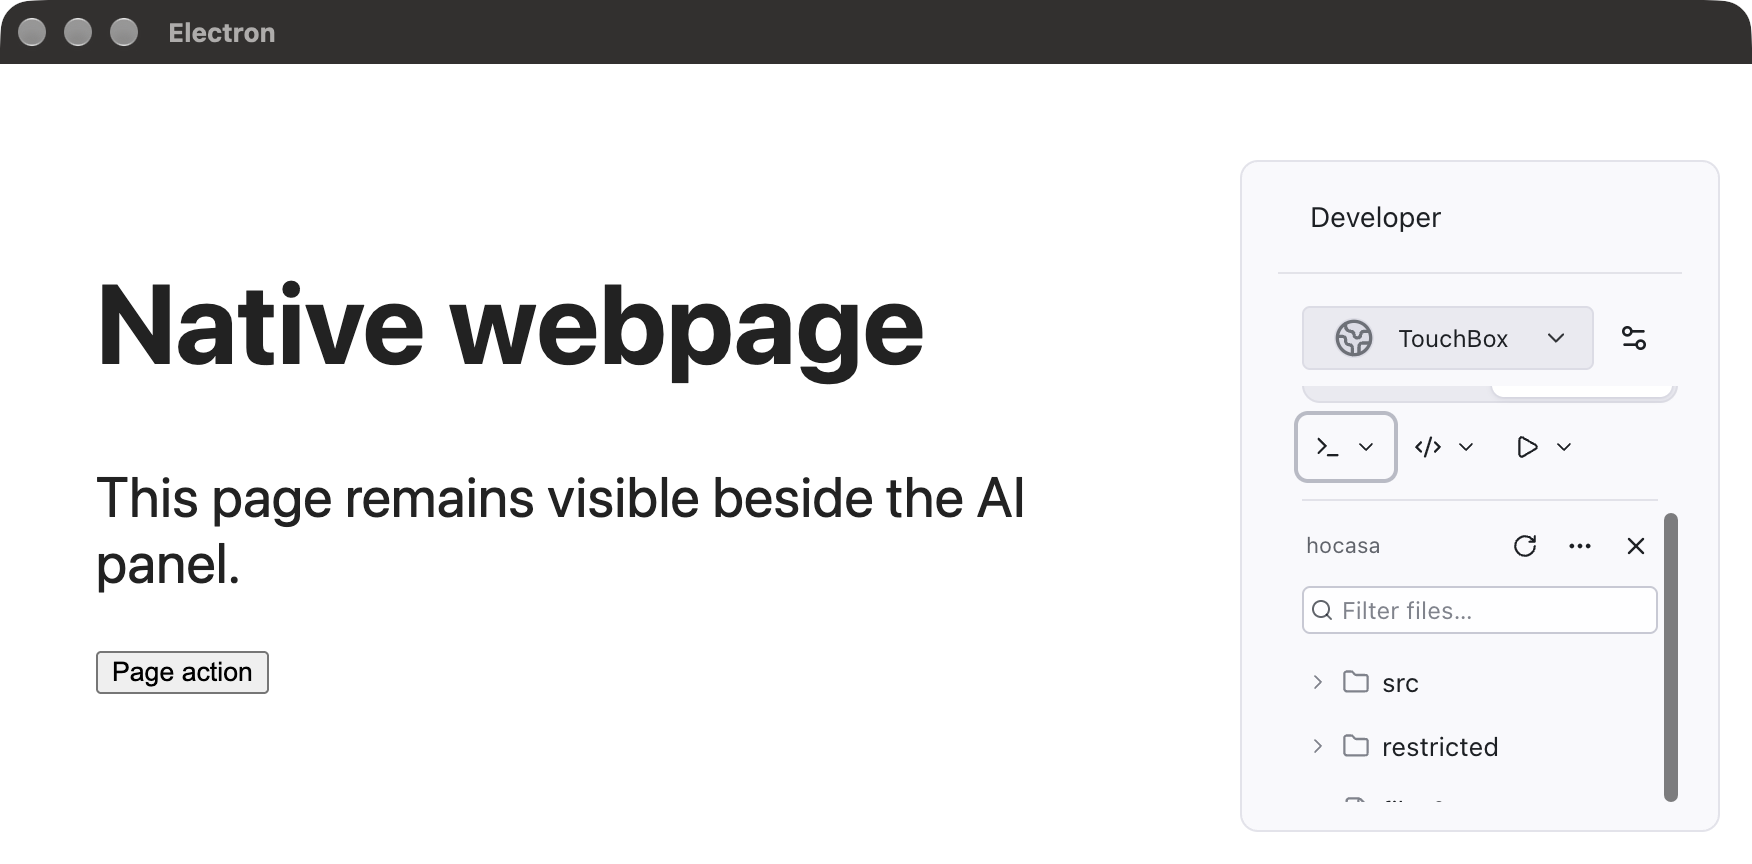 Electron
Native webpage
This page remains visible beside the AI
panel.
Page action
Developer
TouchBox
hocasa
Filter files...
src
restricted